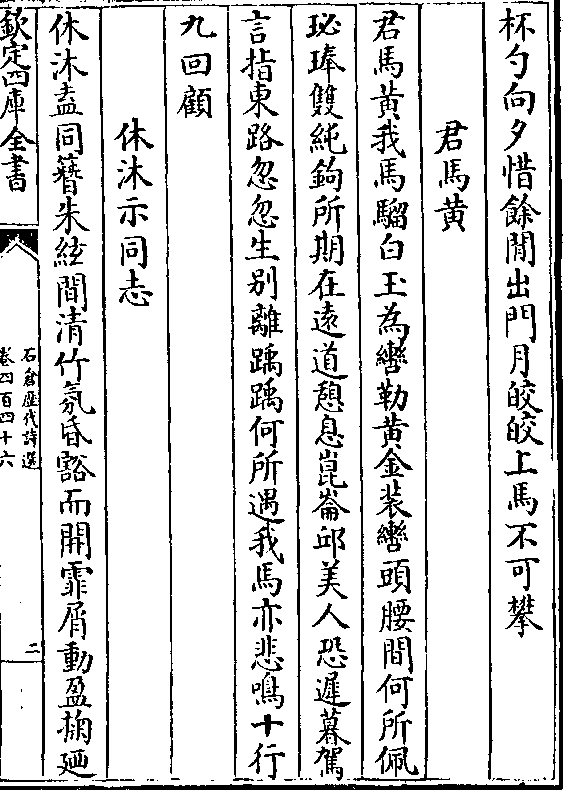 杯勺向夕惜餘閒出門月皎皎上馬不可攀
君馬黄
君馬黄我馬騮白玉為轡勒黄金装轡頭腰間何所佩
珌琫雙純鉤所期在逺道憩息崑崙邱美人恐遲暮駕
言指東路忽忽生别離踽踽何所遇我馬亦悲鳴十行
九回顧
休沐示同志
休沐盍同簪朱絃間清竹氛昏豁而開霏屑動盈掬廼
欽定四庫全書
石倉歴代詩選
卷四百四十六
二